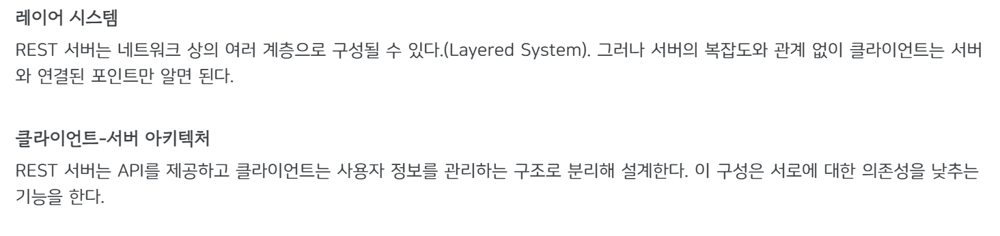 레이어 시스템
REST 서버는 네트워크 상의 여러 계층으로 구성될 수 있다.(Layered System). 그러나 서버의 복잡도와 관계 없이 클라이언트는 서버
와 연결된 포인트만 알면 된다.
클라이언트-서버 아키텍처
REST 서버는 API를 제공하고 클라이언트는 사용자 정보를 관리하는 구조로 분리해 설계한다. 이 구성은 서로에 대한 의존성을 낮추는
기능을 한다.